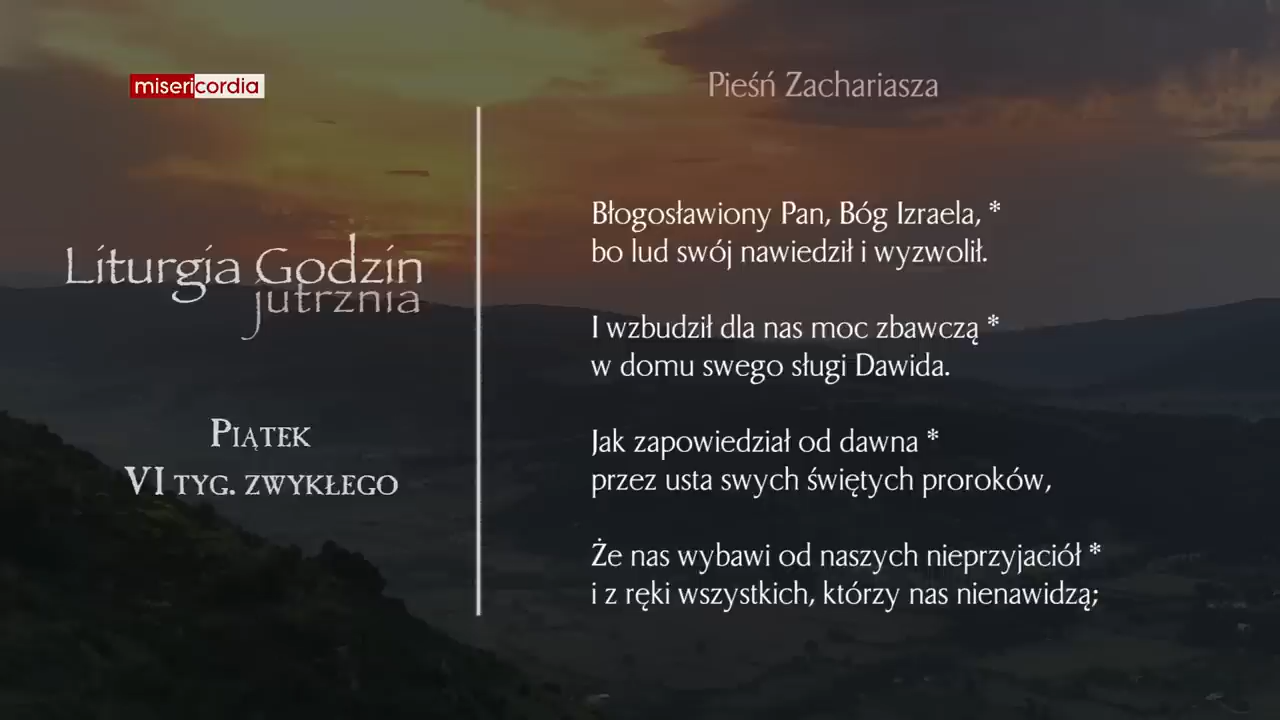 misericordia
Liturgia Godzin
jutrznia
Piątek
VI tyg. zwykłego
Pieśń Zachariasza
Błogosławiony Pan, Bóg Izraela, *
bo lud swój nawiedził i wyzwolił.
I wzbudził dla nas moc zbawczą *
w domu swego sługi Dawida.
Jak zapowiedział od dawna *
przez usta swych świętych proroków,
Że nas wybawi od naszych nieprzyjaciół *
i z ręki wszystkich, którzy nas nienawidzą;